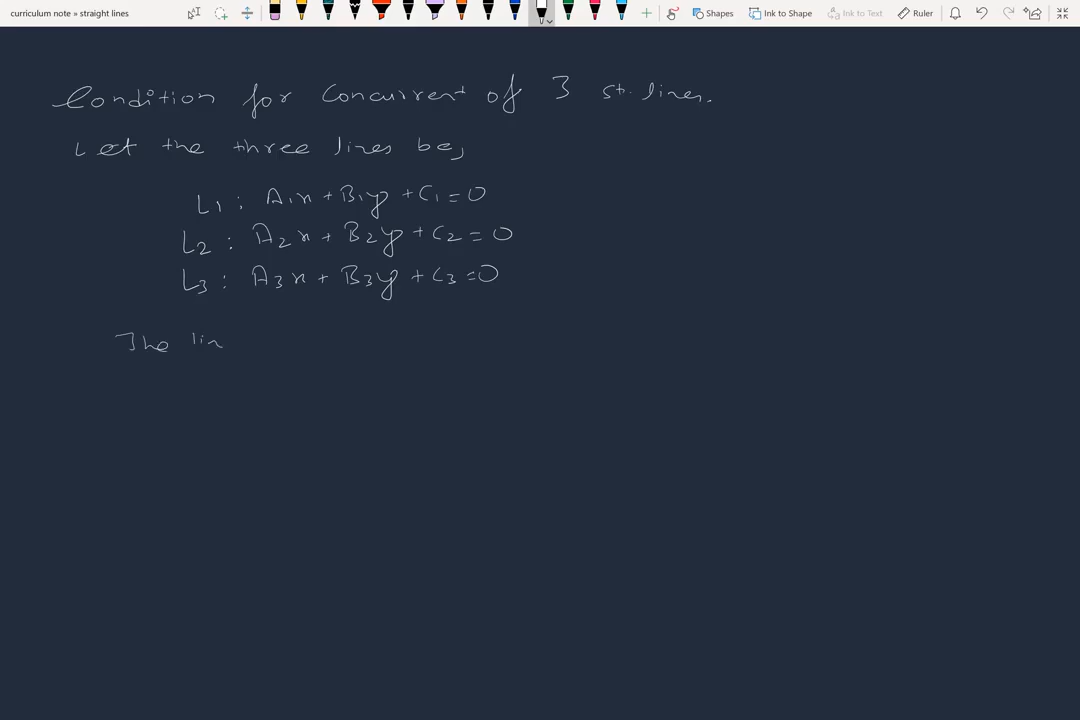 curriculum note » straight lines
Shapes
Ink to Shape
Ink to Text
Ruler
Condition for Concurrent of 3 st. lines.
Let the three lines be,
L1 : A1x + B1y + C1 = 0
L2 : A2x + B2y + C2 = 0
L3 : A3x + B3y + C3 = 0
The lin